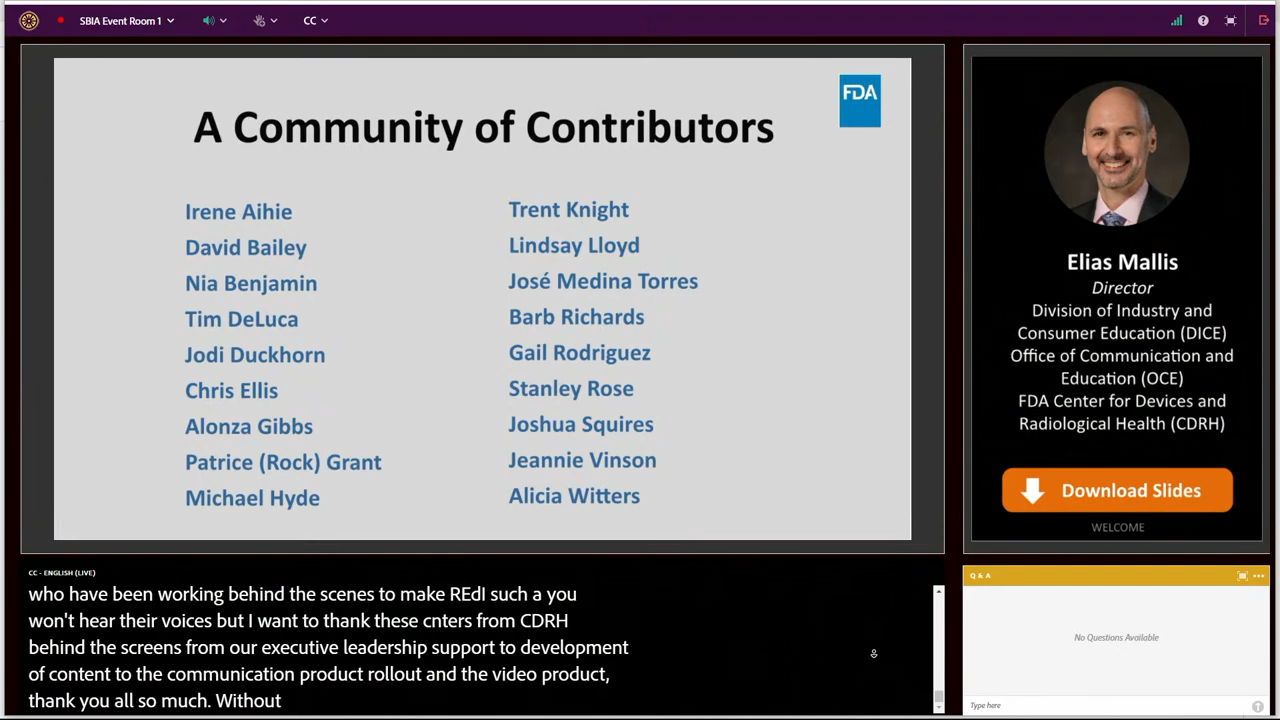 SBIA Event Room 1
CC
FDA
A Community of Contributors
Irene Aihie
David Bailey
Nia Benjamin
Tim DeLuca
Jodi Duckhorn
Chris Ellis
Alonza Gibbs
Patrice (Rock) Grant
Michael Hyde
Trent Knight
Lindsay Lloyd
José Medina Torres
Barb Richards
Gail Rodriguez
Stanley Rose
Joshua Squires
Jeannie Vinson
Alicia Witters
Elias Mallis
Director
Division of Industry and
Consumer Education (DICE)
Office of Communication and
Education (OCE)
FDA Center for Devices and
Radiological Health (CDRH)
Download Slides
WELCOME
CC - ENGLISH (LIVE)
who have been working behind the scenes to make REdI such a you
won't hear their voices but I want to thank these cnters from CDRH
behind the screens from our executive leadership support to development
of content to the communication product rollout and the video product,
thank you all so much. Without
Q & A
No Questions Available
Type here